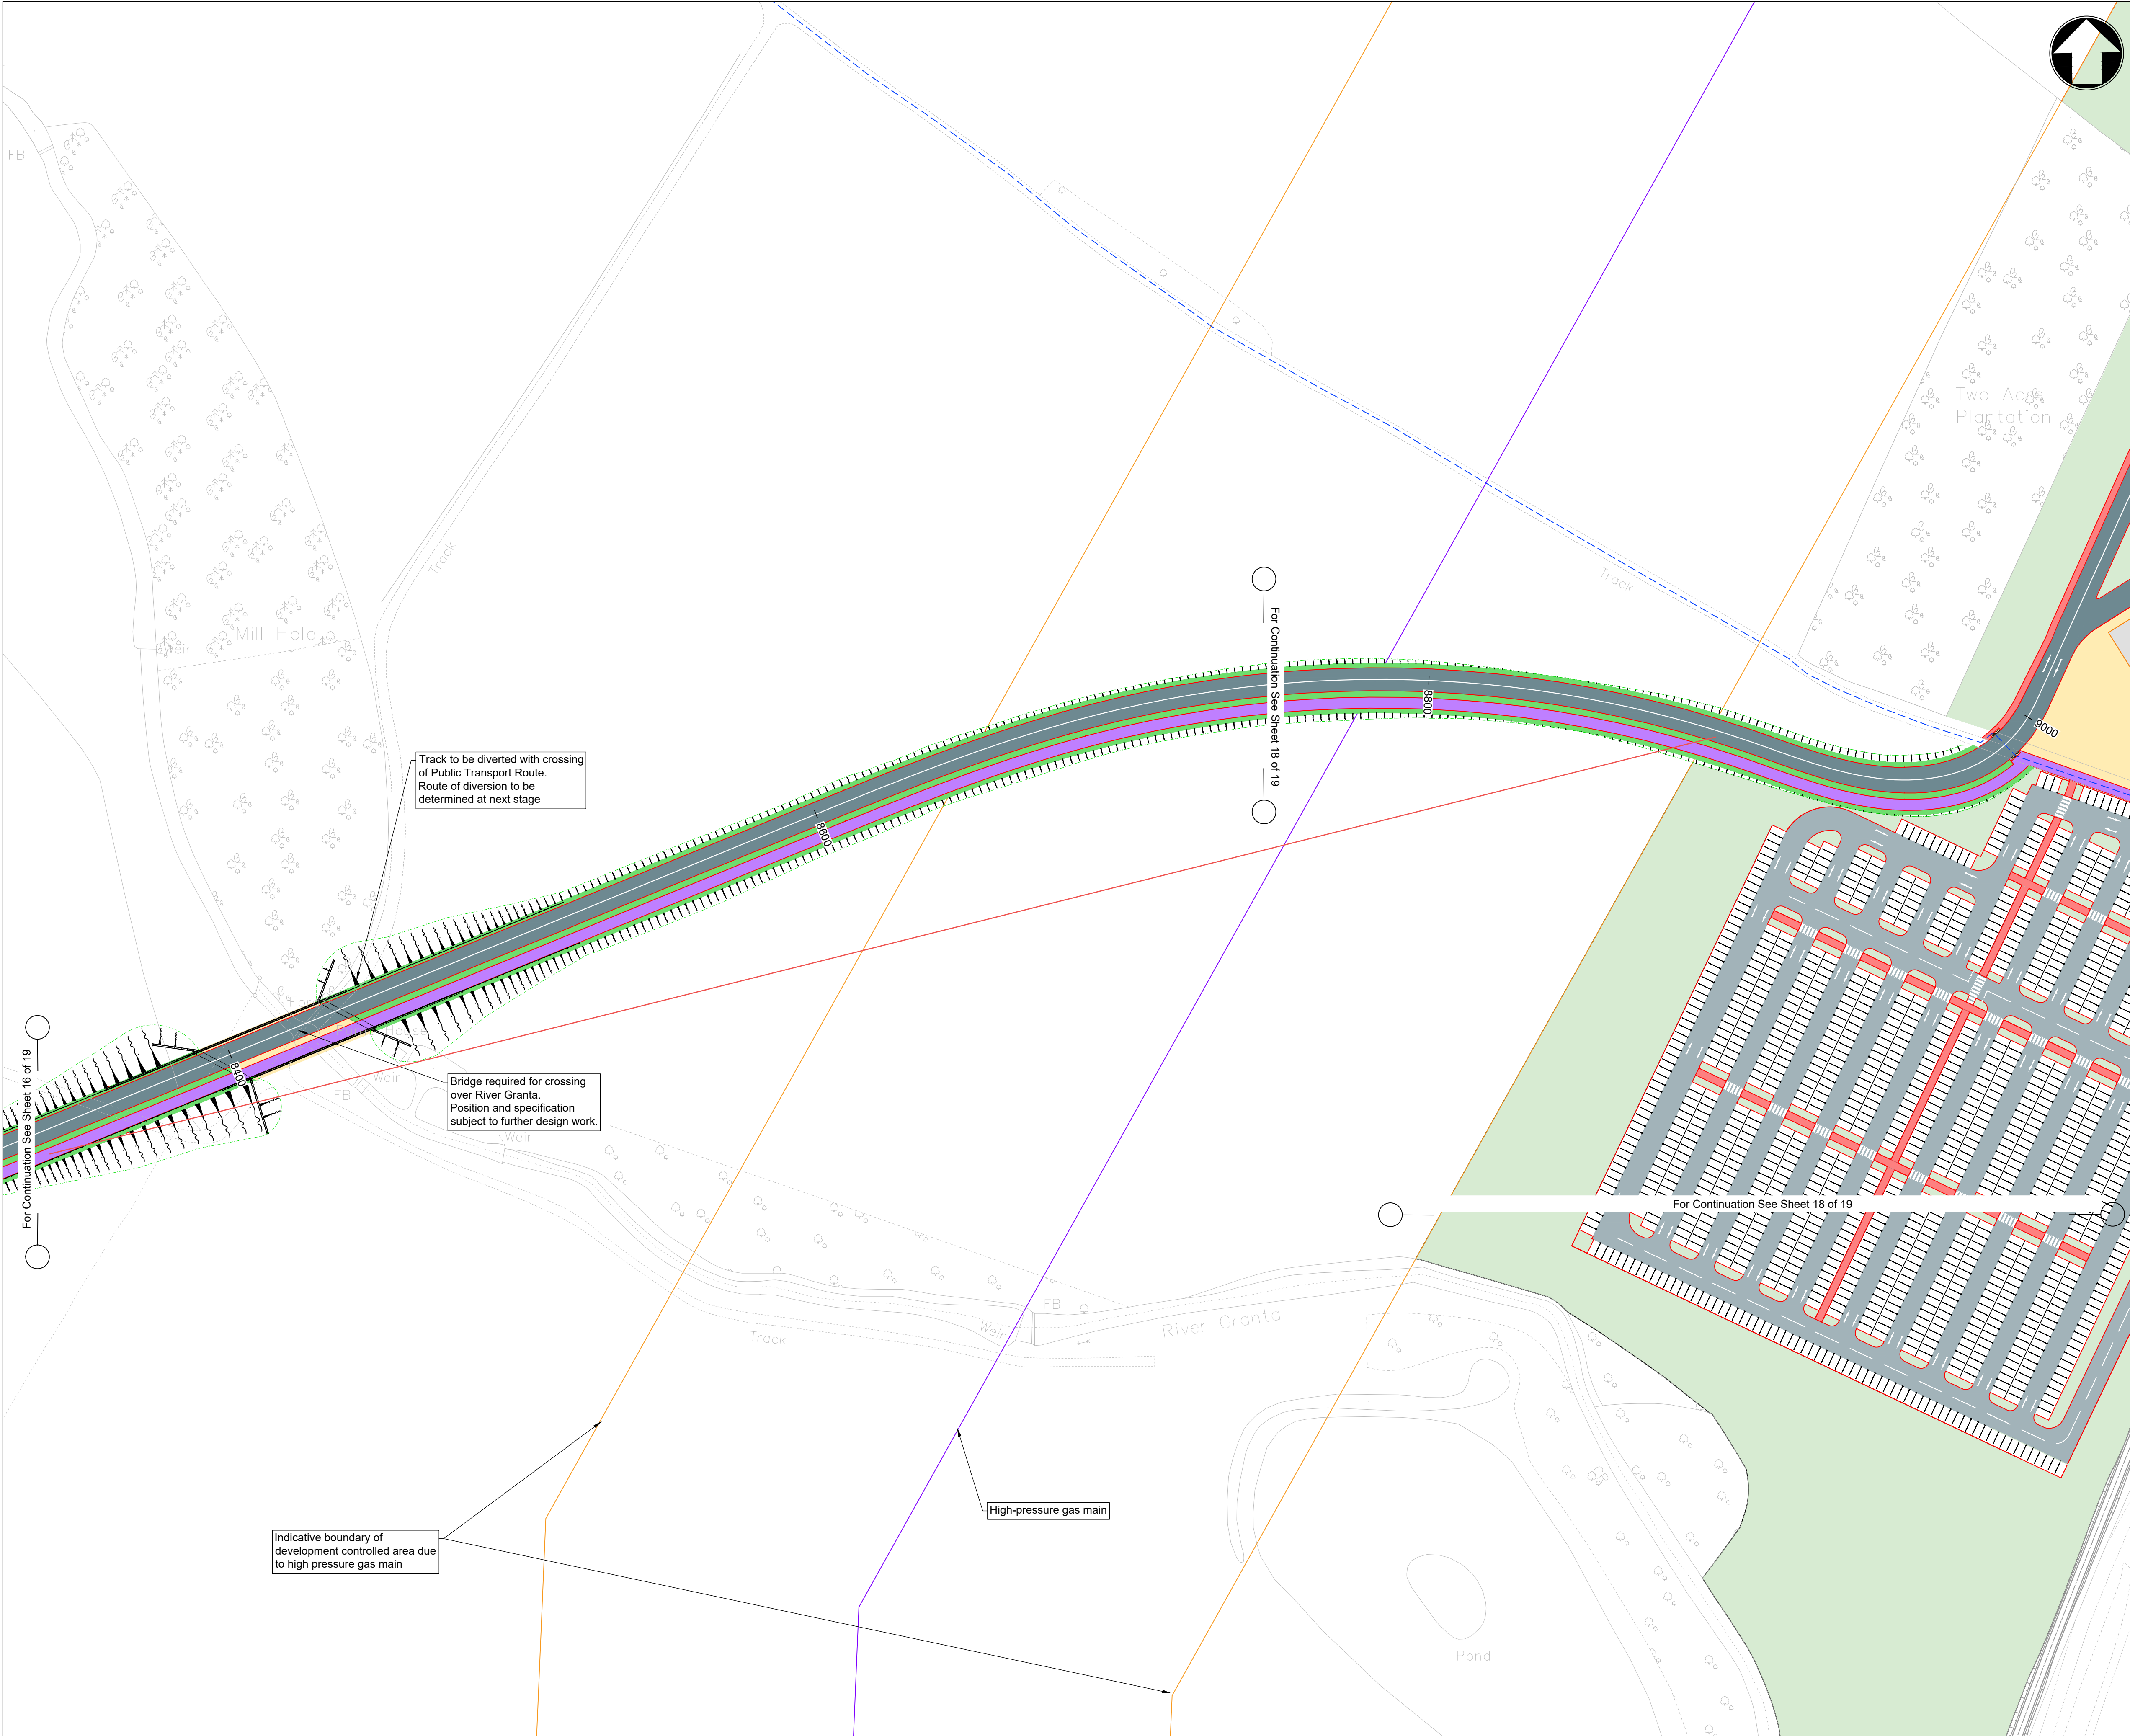 FB
Two Acre
Plantation
Track
Track
For Continuation See Sheet 18 of 19
Mill Hole
Weir
8800
9000
Track to be diverted with crossing
of Public Transport Route.
Route of diversion to be
determined at next stage
8600
For Continuation See Sheet 16 of 19
8400
Weir
FB
Bridge required for crossing
over River Granta.
Position and specification
subject to further design work.
Weir
For Continuation See Sheet 18 of 19
FB
River Granta
Weir
Track
High-pressure gas main
Indicative boundary of
development controlled area due
to high pressure gas main
Pond